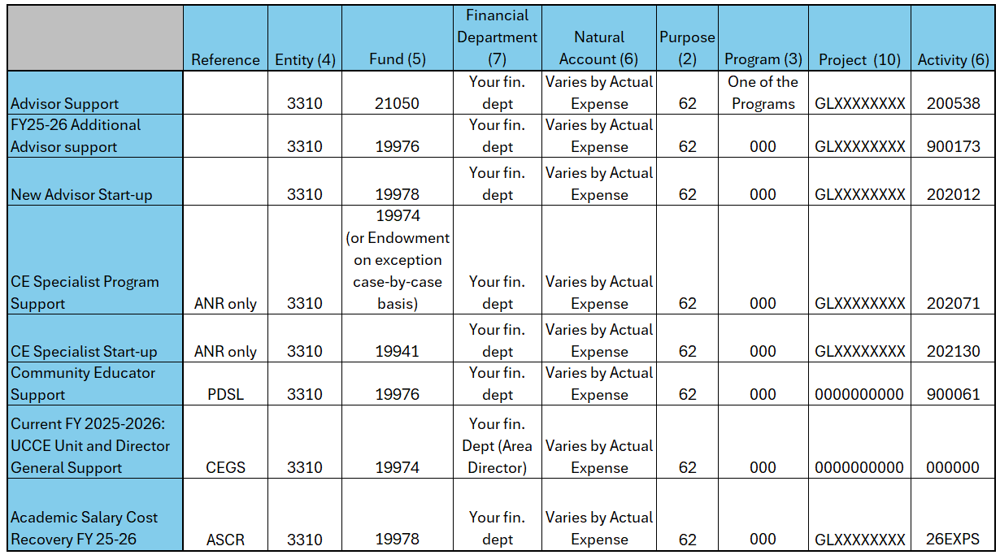 Reference Entity (4) Fund (5) Financial Department (7) Natural Account (6) Purpose (2) Program (3) Project (10) Activity (6)
Advisor Support 3310 21050 Your fin. dept Varies by Actual Expense 62 One of the Programs GLXXXXXXXX 200538
FY25-26 Additional Advisor support 3310 19976 Your fin. dept Varies by Actual Expense 62 000 GLXXXXXXXX 900173
New Advisor Start-up 3310 19978 Your fin. dept Varies by Actual Expense 62 000 GLXXXXXXXX 202012
CE Specialist Program Support ANR only 3310 19974 (or Endowment on exception case-by-case basis) Your fin. dept Varies by Actual Expense 62 000 GLXXXXXXXX 202071
CE Specialist Start-up ANR only 3310 19941 Your fin. dept Varies by Actual Expense 62 000 GLXXXXXXXX 202130
Community Educator Support PDSL 3310 19976 Your fin. dept Varies by Actual Expense 62 000 0000000000 900061
Current FY 2025-2026: UCCE Unit and Director General Support CEGS 3310 19974 Your fin. Dept (Area Director) Varies by Actual Expense 62 000 0000000000 000000
Academic Salary Cost Recovery FY 25-26 ASCR 3310 19978 Your fin. dept Varies by Actual Expense 62 000 GLXXXXXXXX 26EXPS